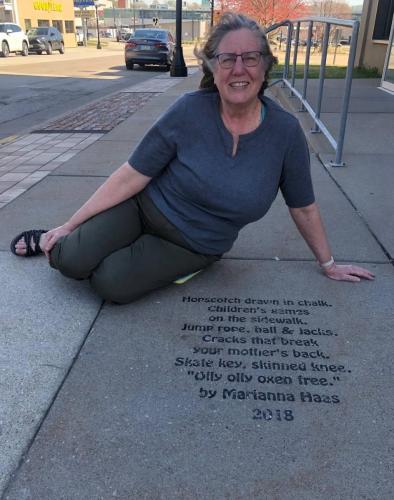 GOODYEAR
Hopscotch drawn in chalk.
Children's games
on the sidewalk.
Jump rope, ball & jacks.
Cracks that break
your mother's back.
Skate key, skinned knee.
"Olly olly oxen free."
by Marianna Haas
2018